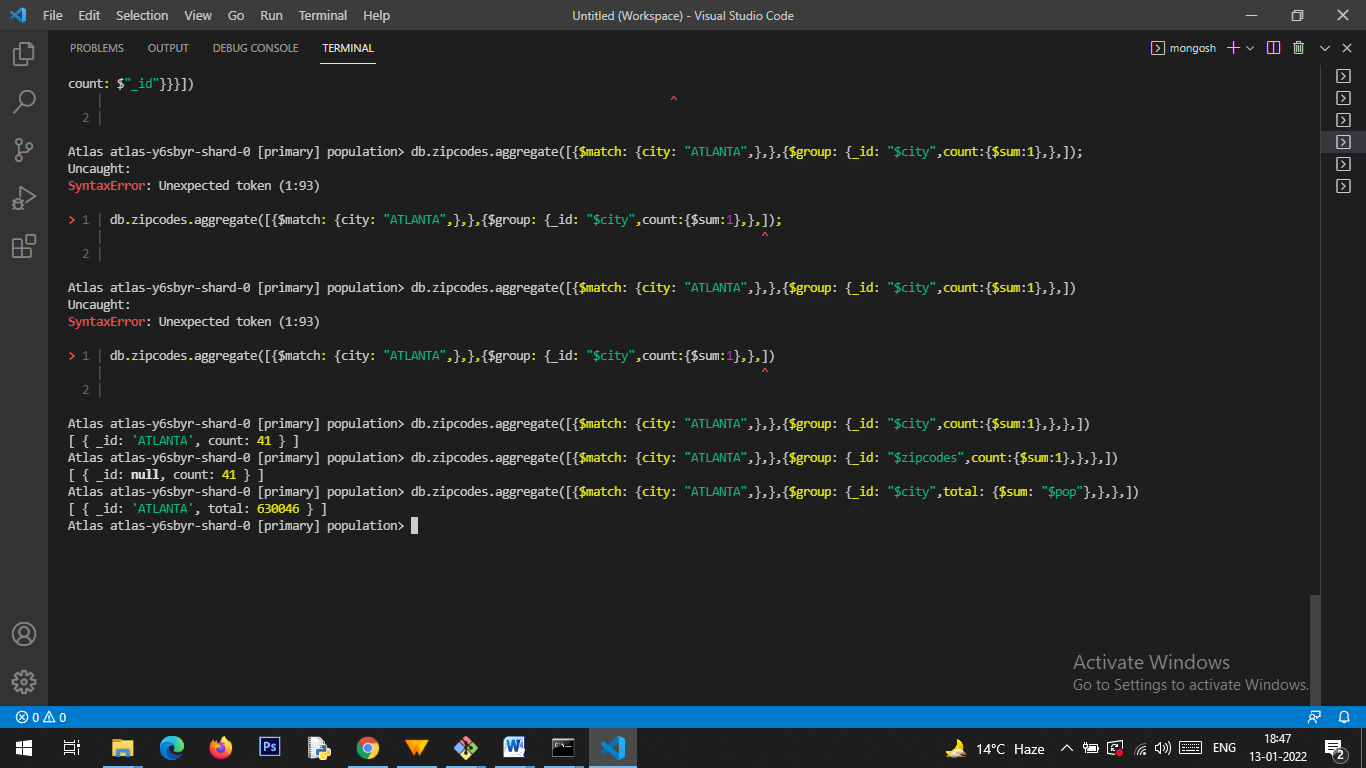 File Edit Selection View Go Run Terminal Help
Untitled (Workspace) - Visual Studio Code
PROBLEMS OUTPUT DEBUG CONSOLE TERMINAL
mongosh
count: $"_id"}}}])
| ^
2 |
Atlas atlas-y6sbyr-shard-0 [primary] population> db.zipcodes.aggregate([{$match: {city: "ATLANTA",},},{$group: {_id: "$city",count:{$sum:1},},]);
Uncaught:
SyntaxError: Unexpected token (1:93)
> 1 | db.zipcodes.aggregate([{$match: {city: "ATLANTA",},},{$group: {_id: "$city",count:{$sum:1},},]);
| ^
2 |
Atlas atlas-y6sbyr-shard-0 [primary] population> db.zipcodes.aggregate([{$match: {city: "ATLANTA",},},{$group: {_id: "$city",count:{$sum:1},},])
Uncaught:
SyntaxError: Unexpected token (1:93)
> 1 | db.zipcodes.aggregate([{$match: {city: "ATLANTA",},},{$group: {_id: "$city",count:{$sum:1},},])
| ^
2 |
Atlas atlas-y6sbyr-shard-0 [primary] population> db.zipcodes.aggregate([{$match: {city: "ATLANTA",},},{$group: {_id: "$city",count:{$sum:1},},},])
[ { _id: 'ATLANTA', count: 41 } ]
Atlas atlas-y6sbyr-shard-0 [primary] population> db.zipcodes.aggregate([{$match: {city: "ATLANTA",},},{$group: {_id: "$zipcodes",count:{$sum:1},},},])
[ { _id: null, count: 41 } ]
Atlas atlas-y6sbyr-shard-0 [primary] population> db.zipcodes.aggregate([{$match: {city: "ATLANTA",},},{$group: {_id: "$city",total: {$sum: "$pop"},},},])
[ { _id: 'ATLANTA', total: 630046 } ]
Atlas atlas-y6sbyr-shard-0 [primary] population>
Activate Windows
Go to Settings to activate Windows.
0 0
Ps
W
14°C Haze
ENG
18:47
13-01-2022
2